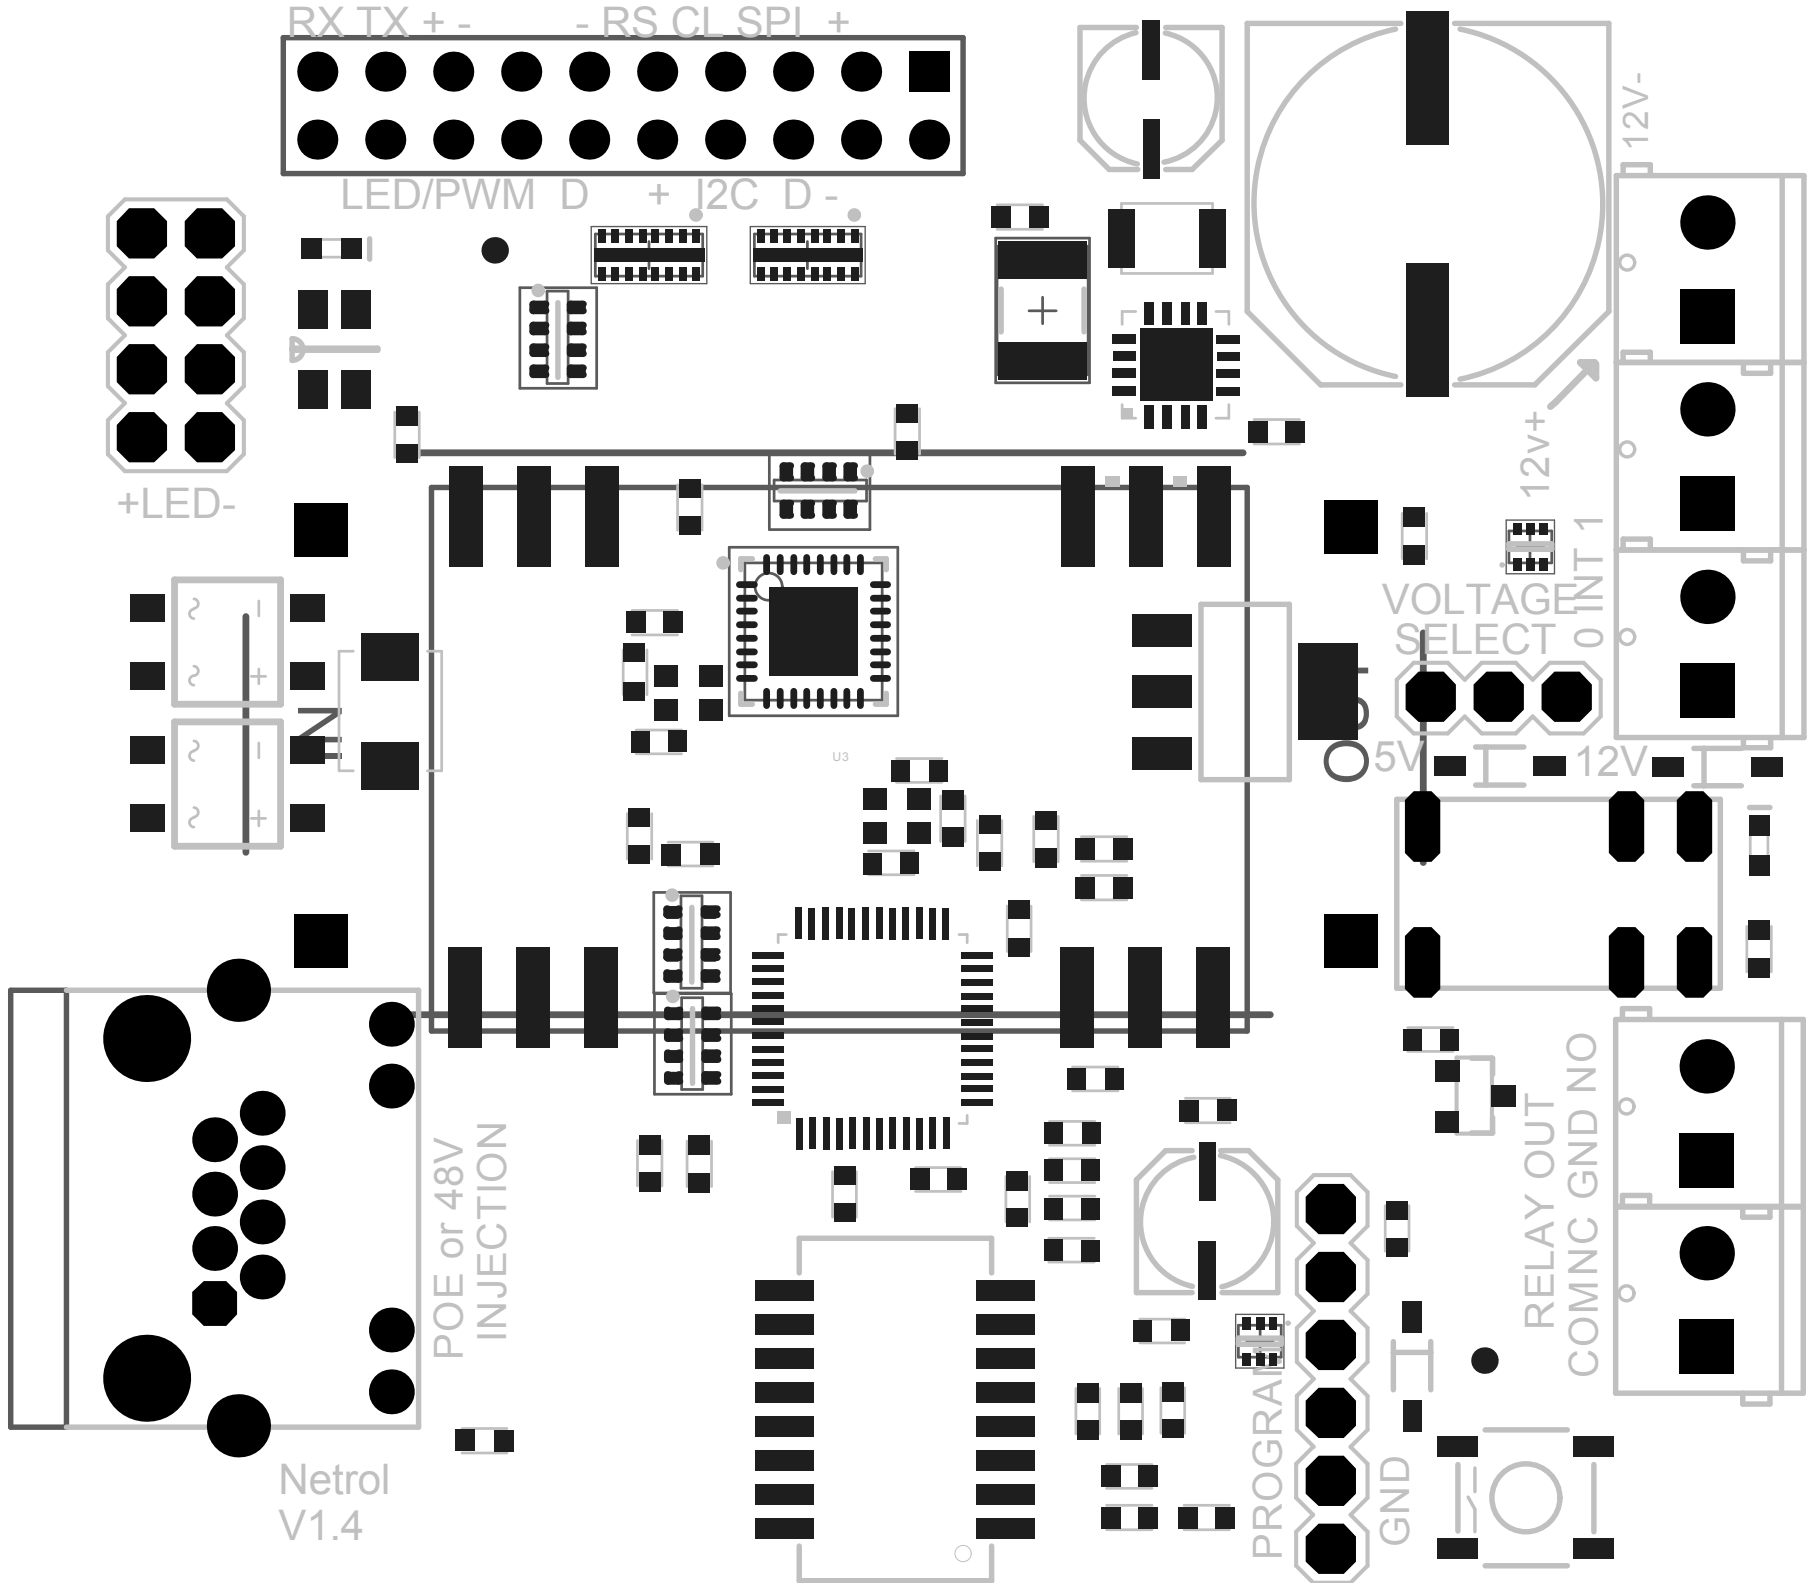 RX TX + - - RS CL SPI +
LED/PWM D + I2C D -
12V-
12v+
+LED-
0 INT 1
VOLTAGE
SELECT
IN
5V
12V
U3
POE or 48V
INJECTION
RELAY OUT
COMNC GND NO
PROGRAM
GND
Netrol
V1.4